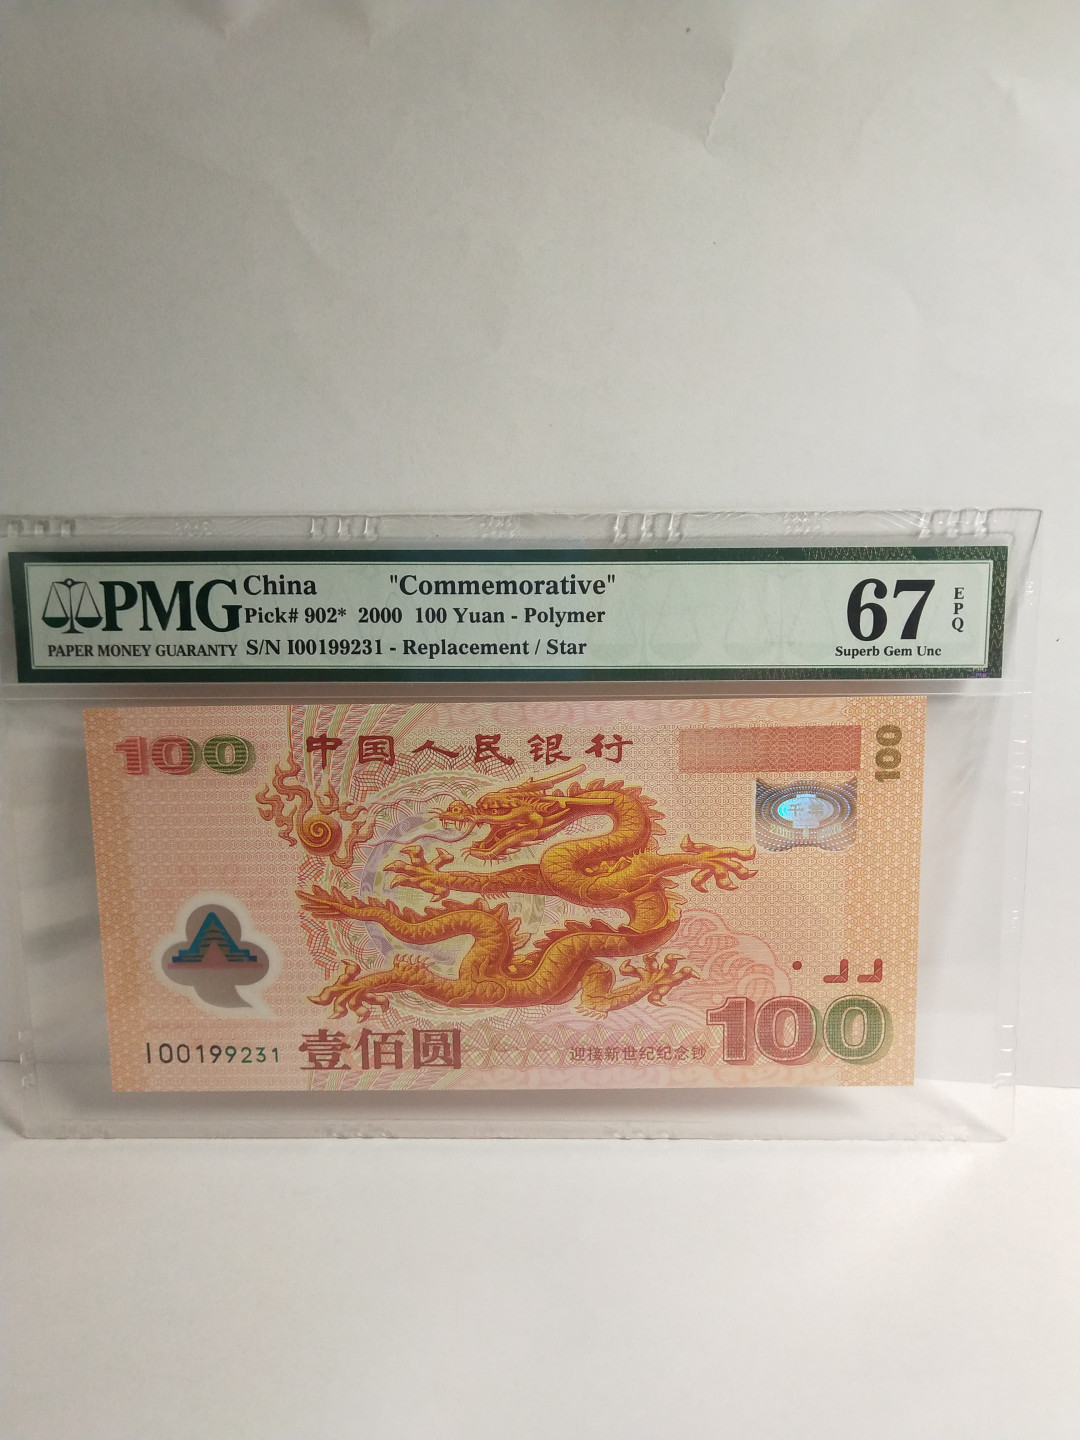 PMG
PAPER MONEY GUARANTY
China "Commemorative"
Pick# 902* 2000 100 Yuan - Polymer
S/N I00199231 - Replacement / Star
67
EPQ
Superb Gem Unc
100
中国人民银行
100
I00199231
壹佰圆
迎接新世纪纪念钞
100